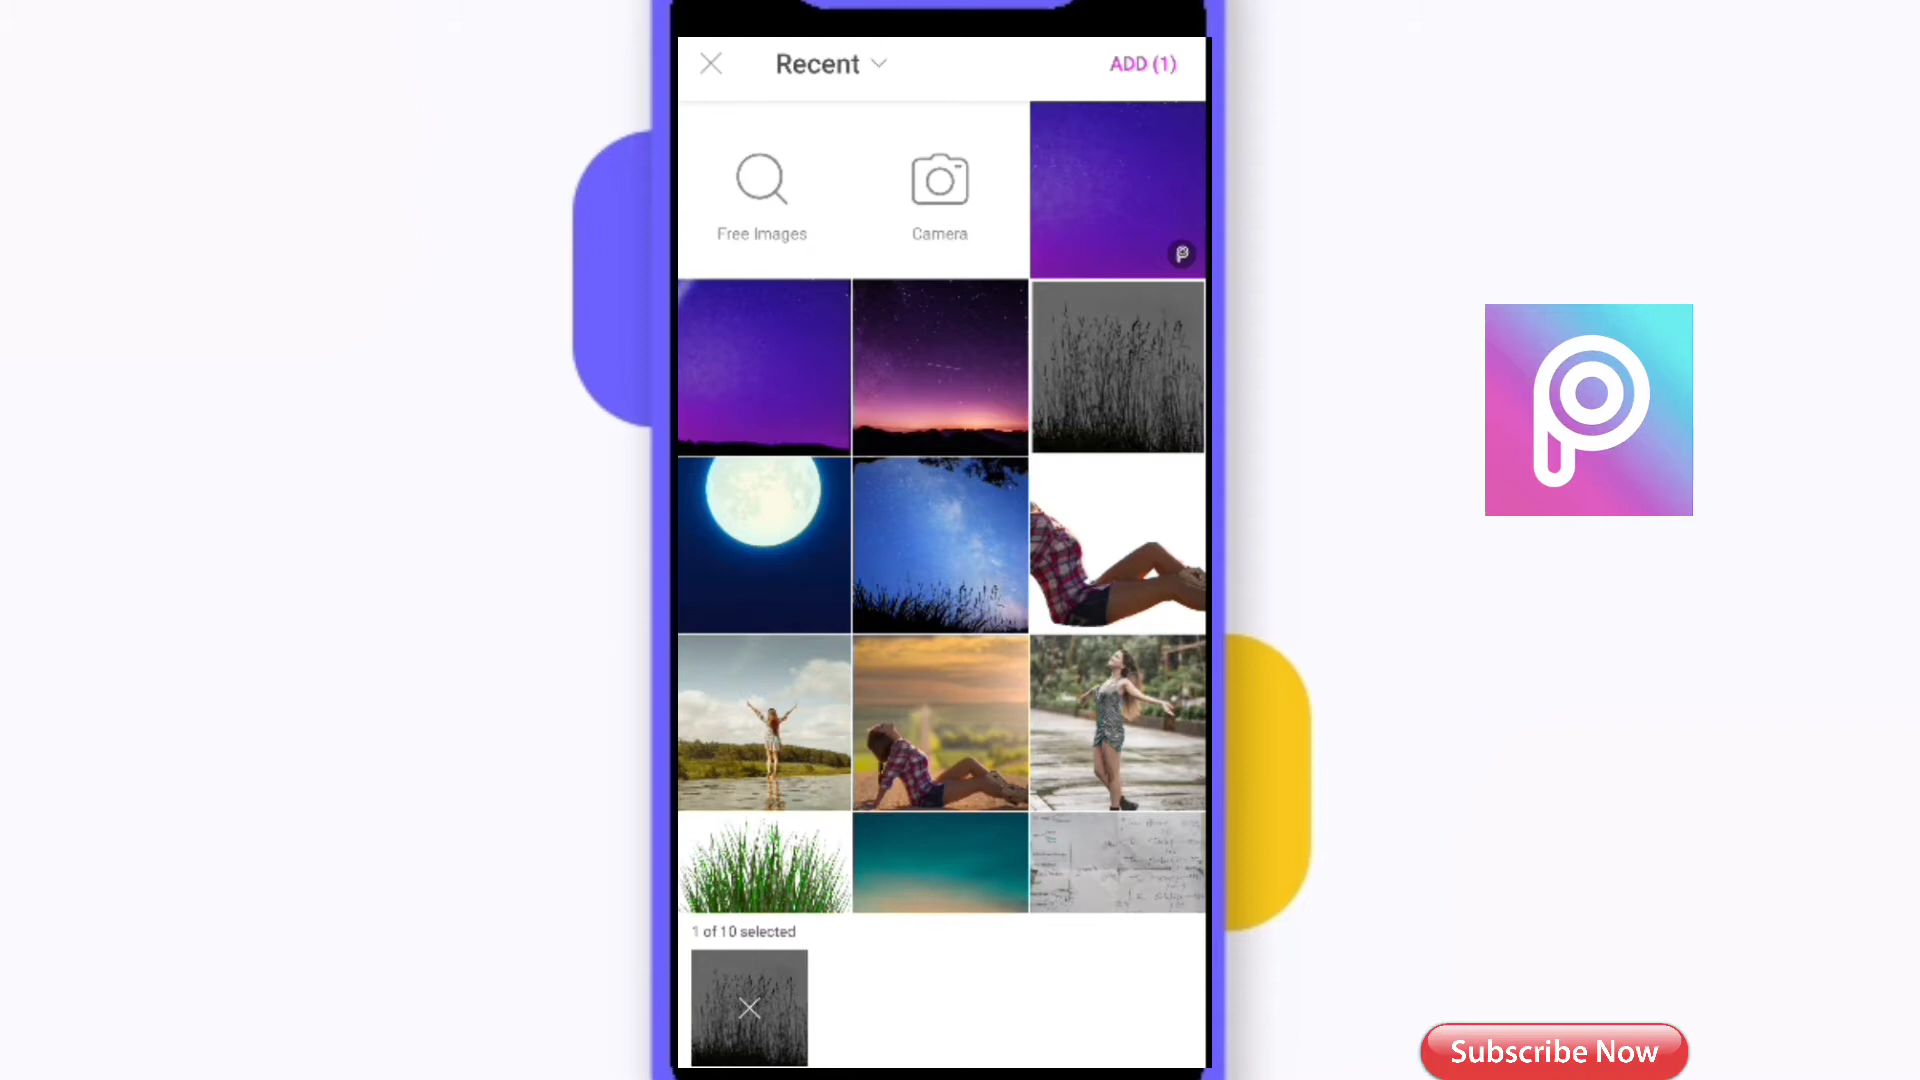 Recent
ADD (1)
Free Images
Camera
1 of 10 selected
Subscribe Now